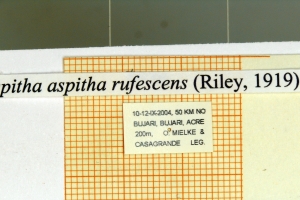 pitha aspitha rufescens (Riley, 1919)
10-12-IX-2004, 50 KM NO
BUJARI, BUJARI, ACRE
200m, O. MIELKE &
CASAGRANDE LEG.